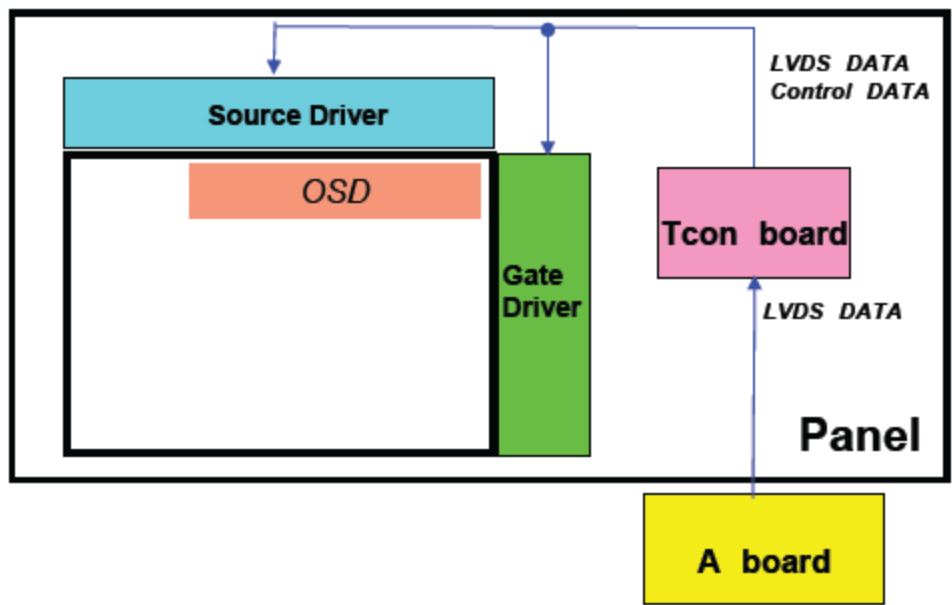 LVDS DATA
Control DATA
Source Driver
OSD
Tcon board
Gate
Driver
LVDS DATA
Panel
A board